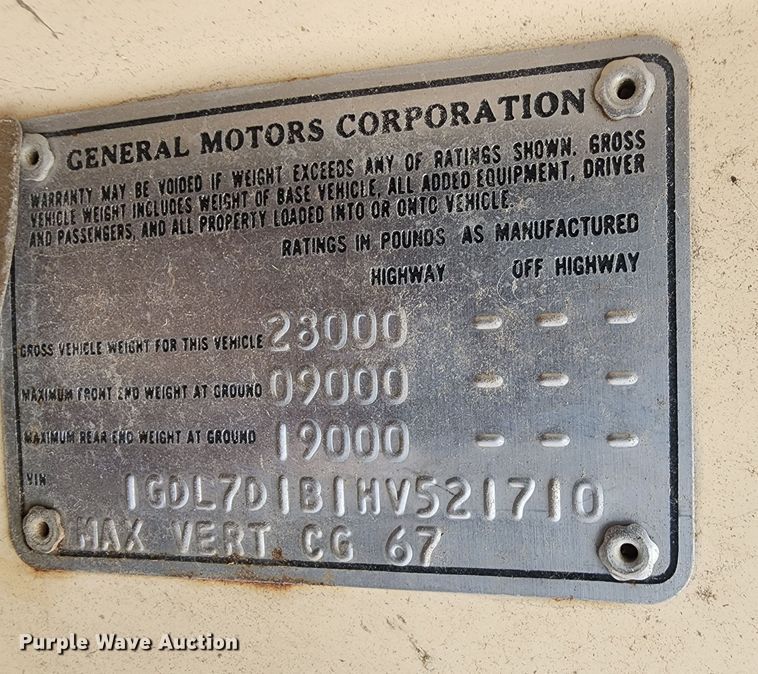 GENERAL MOTORS CORPORATION
WARRANTY MAY BE VOIDED IF WEIGHT EXCEEDS ANY OF RATINGS SHOWN. GROSS
VEHICLE WEIGHT INCLUDES WEIGHT OF BASE VEHICLE, ALL ADDED EQUIPMENT, DRIVER
AND PASSENGERS, AND ALL PROPERTY LOADED INTO OR ONTO VEHICLE.
RATINGS IN POUNDS AS MANUFACTURED
HIGHWAY OFF HIGHWAY
GROSS VEHICLE WEIGHT FOR THIS VEHICLE 28000 - - -
MAXIMUM FRONT END WEIGHT AT GROUND 09000 - - -
MAXIMUM REAR END WEIGHT AT GROUND 19000 - - -
VIN 1GDL7D1B1HV521710
MAX VERT CG 67
Purple Wave Auction